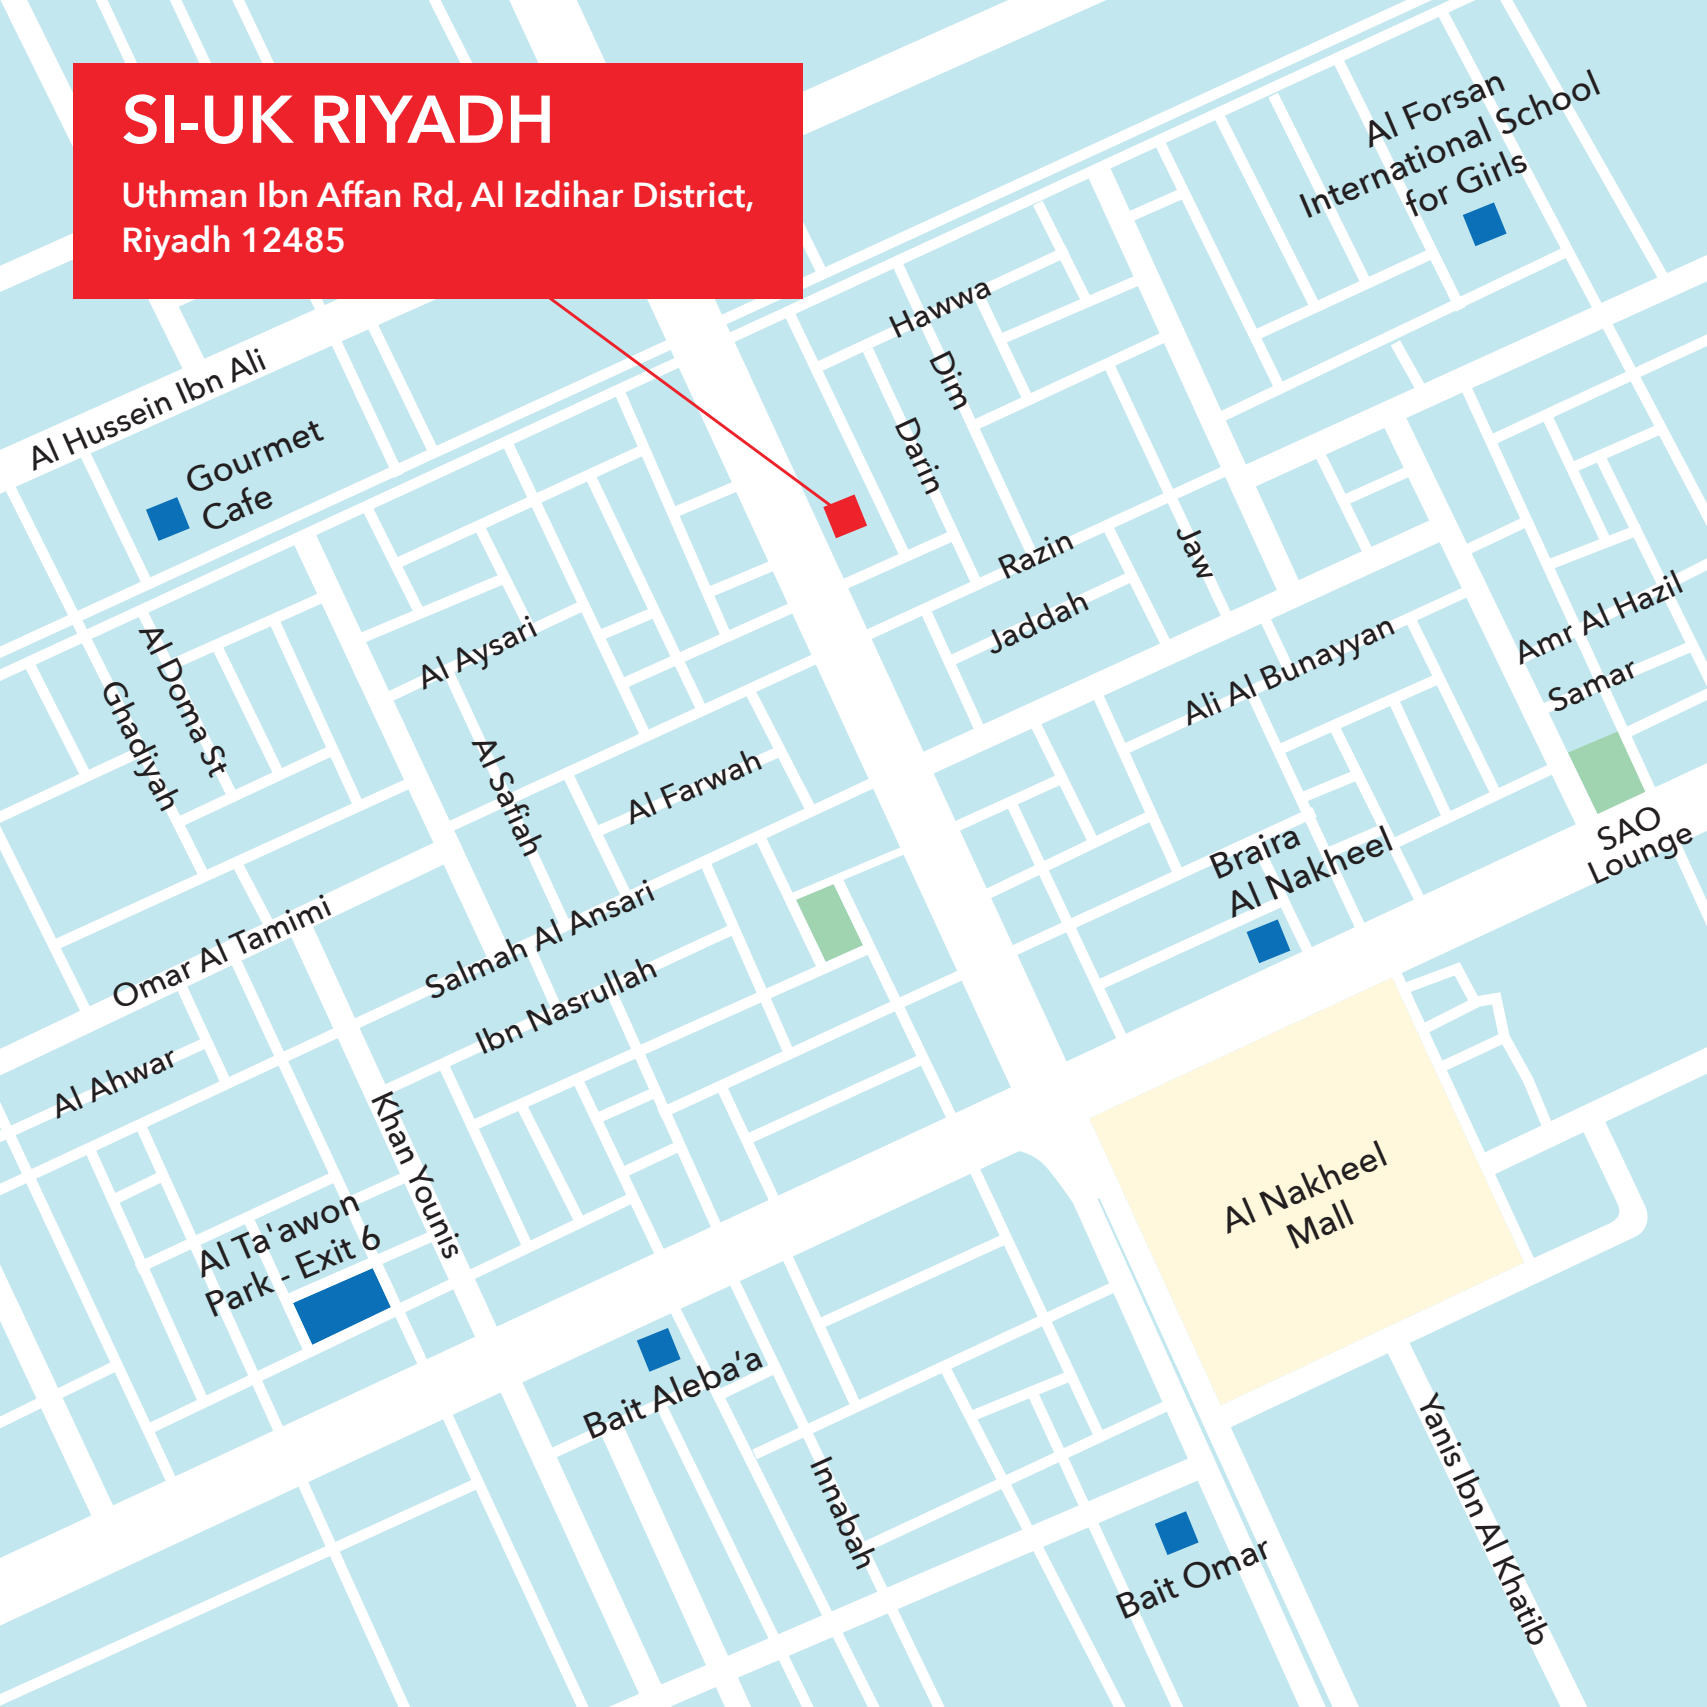 SI-UK RIYADH
Uthman Ibn Affan Rd, Al Izdihar District,
Riyadh 12485
Al Forsan
International School
for Girls
Hawwa
Dim
Darin
Al Hussein Ibn Ali
Gourmet
Cafe
Razin
Jaw
Jaddah
Amr Al Hazil
Samar
Ali Al Bunayyan
Al Aysari
Al Doma St
Ghadiyah
Al Safiah
Al Farwah
SAO
Lounge
Braira
Al Nakheel
Salmah Al Ansari
Omar Al Tamimi
Ibn Nasrullah
Al Ahwar
Khan Younis
Al Ta'awon
Park - Exit 6
Al Nakheel
Mall
Bait Aleba’a
Innabah
Yanis Ibn Al Khatib
Bait Omar